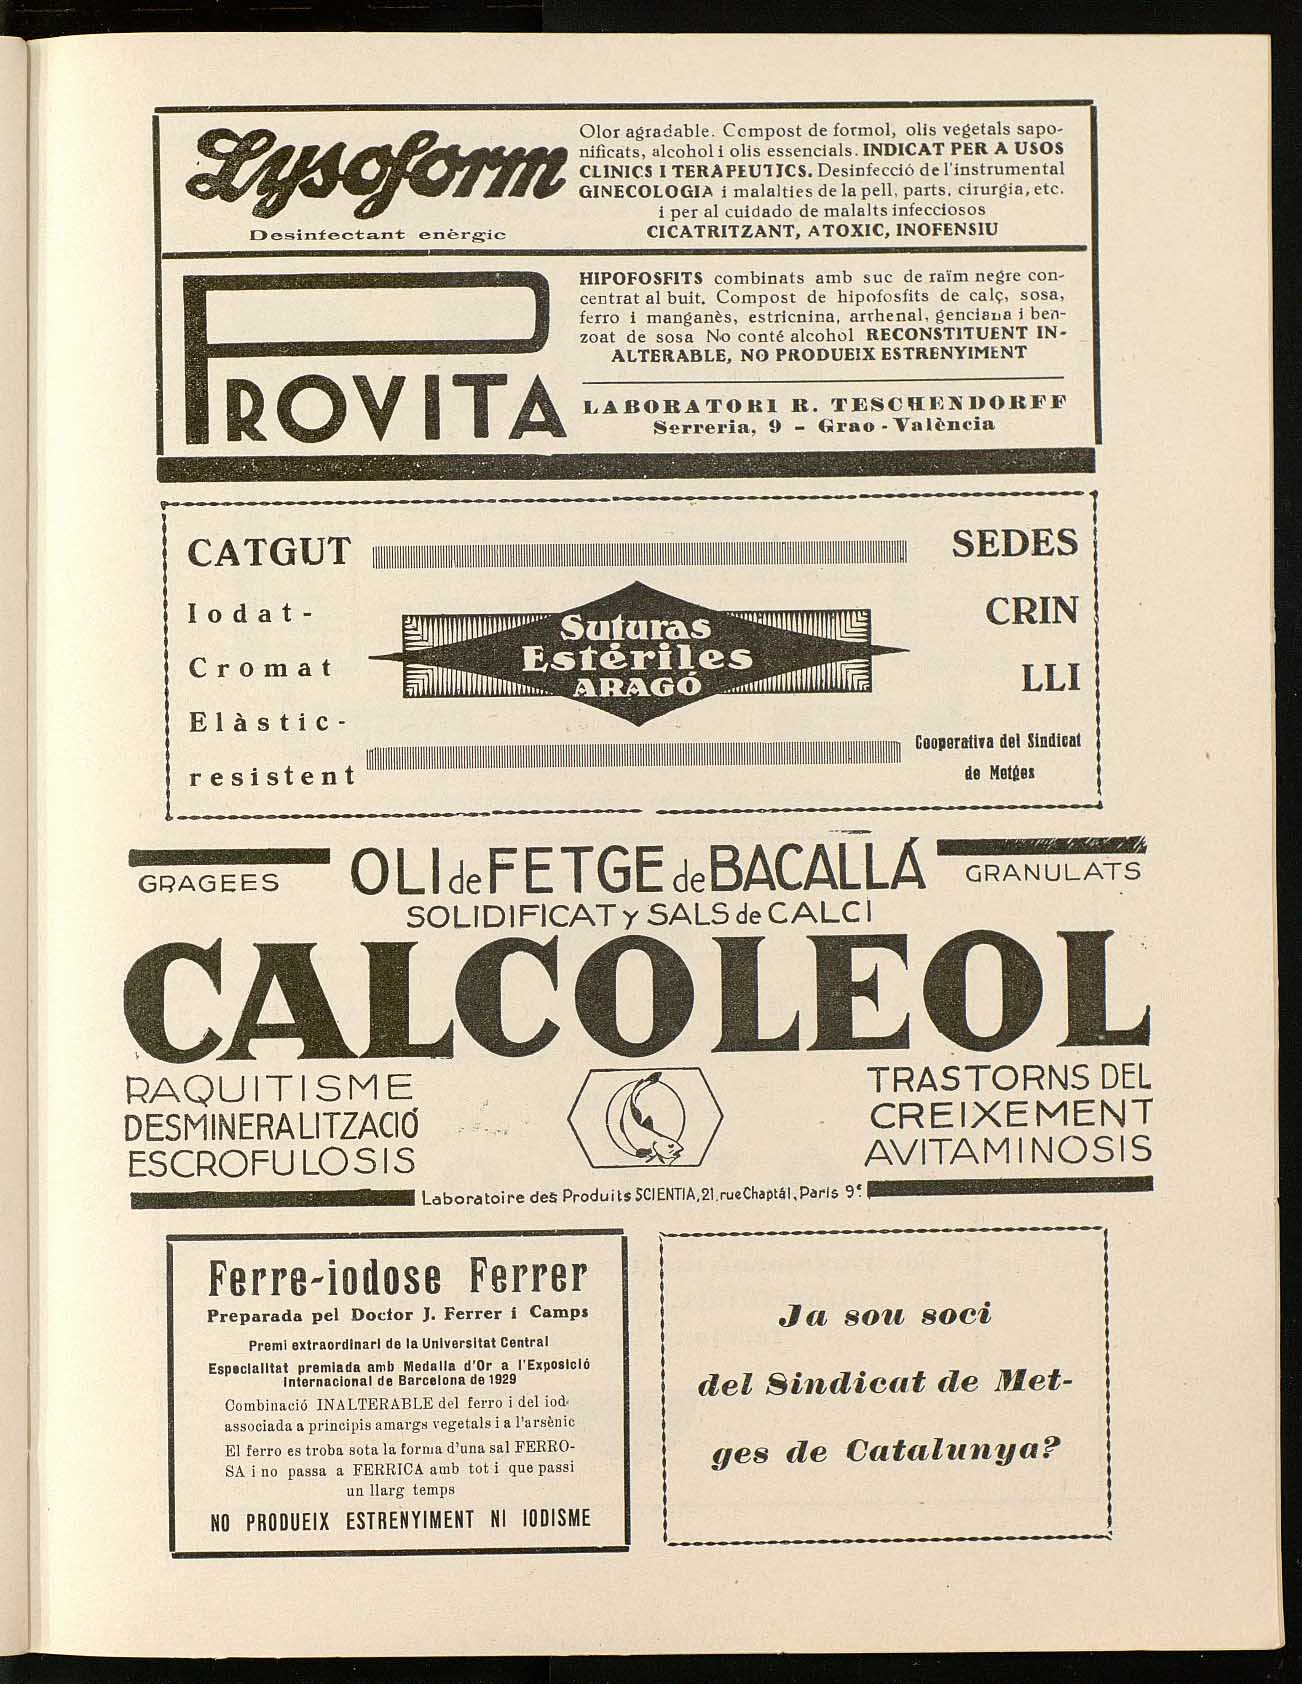 Lysoform
Desinfectant enèrgic
Olor agradable. Compost de formol, olis vegetals sapo-
nificats, alcohol i olis essencials. INDICAT PER A USOS
CLINICS I TERAPEUTICS. Desinfecció de l'instrumental
GINECOLOGIA i malalties de la pell, parts, cirurgia, etc.
i per al cuidado de malalts infecciosos
CICATRITZANT, ATOXIC, INOFENSIU
PROVITA
HIPOFOSFITS combinats amb suc de raïm negre con-
centrat al buit. Compost de hipofosfits de calç, sosa,
ferro i manganès, estricnina, arrhenal, genciana i ben-
zoat de sosa No conté alcohol RECONSTITUENT IN-
ALTERABLE, NO PRODUEIX ESTRENYIMENT
LABORATORI R. TESCHENDORFF
Serreria, 9 - Grao - València
CATGUT
Iodat-
Cromat
Elàstic-
resistent
Suturas
Estériles
ARAGÓ
SEDES
CRIN
LLI
Cooperativa del Sindicat
de Metges
GRAGEES
OLI de FETGE de BACALLÁ
GRANULATS
SOLIDIFICAT y SALS de CALCI
CALCOLEOL
RAQUITISME
DESMINERALITZACIÓ
ESCROFULOSIS
TRASTORNS DEL
CREIXEMENT
AVITAMINOSIS
Laboratoire des Produits SCIENTIA, 21, rue Chaptál, Paris 9e.
Ferre-iodose Ferrer
Preparada pel Doctor J. Ferrer i Camps
Premi extraordinari de la Universitat Central
Especialitat premiada amb Medalla d'Or a l'Exposició
Internacional de Barcelona de 1929
Combinació INALTERABLE del ferro i del iod,
associada a principis amargs vegetals i a l'arsènic
El ferro es troba sota la forma d'una sal FERRO-
SA i no passa a FERRICA amb tot i que passi
un llarg temps
NO PRODUEIX ESTRENYIMENT NI IODISME
Ja sou soci
del Sindicat de Met-
ges de Catalunya?